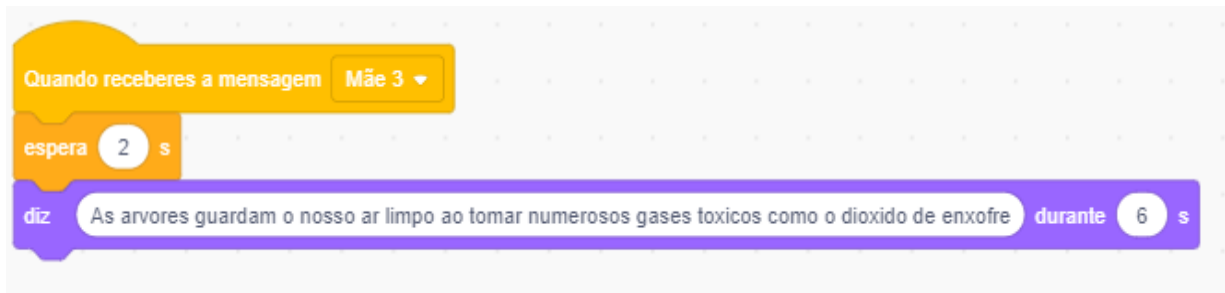 Quando receberes a mensagem Mãe 3
espera 2 s
diz As arvores guardam o nosso ar limpo ao tomar numerosos gases toxicos como o dioxido de enxofre durante 6 s